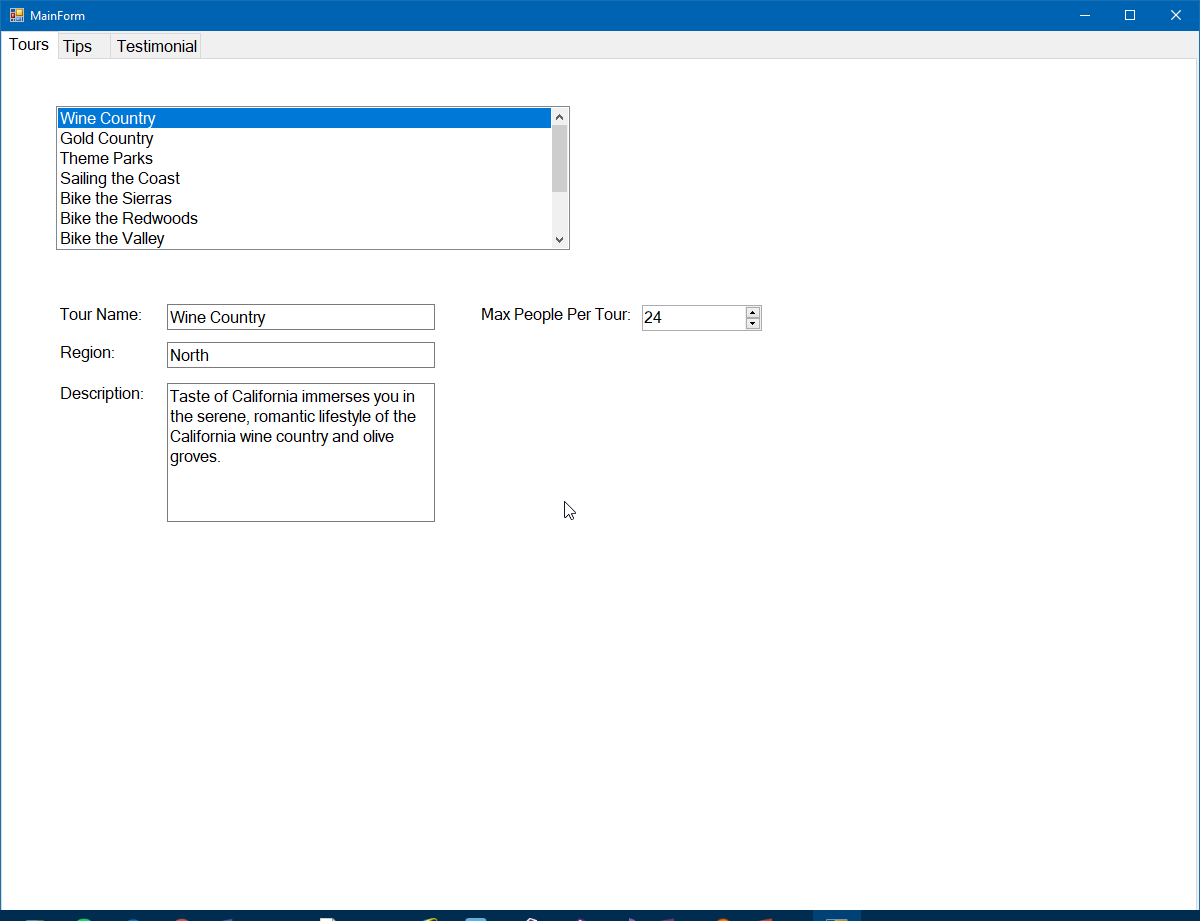 MainForm
Tours Tips Testimonial
Wine Country
Gold Country
Theme Parks
Sailing the Coast
Bike the Sierras
Bike the Redwoods
Bike the Valley
Tour Name: Wine Country Max People Per Tour: 24
Region: North
Description: Taste of California immerses you in
the serene, romantic lifestyle of the
California wine country and olive
groves.